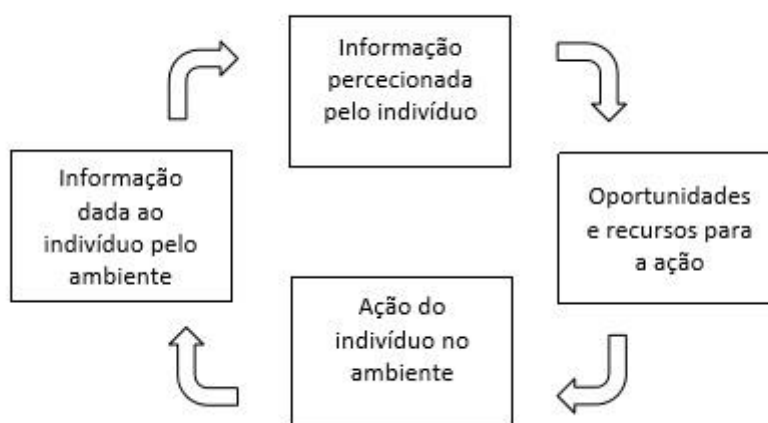 Informação
percecionada
pelo indivíduo
Oportunidades
e recursos para
a ação
Ação do
indivíduo no
ambiente
Informação
dada ao
indivíduo pelo
ambiente